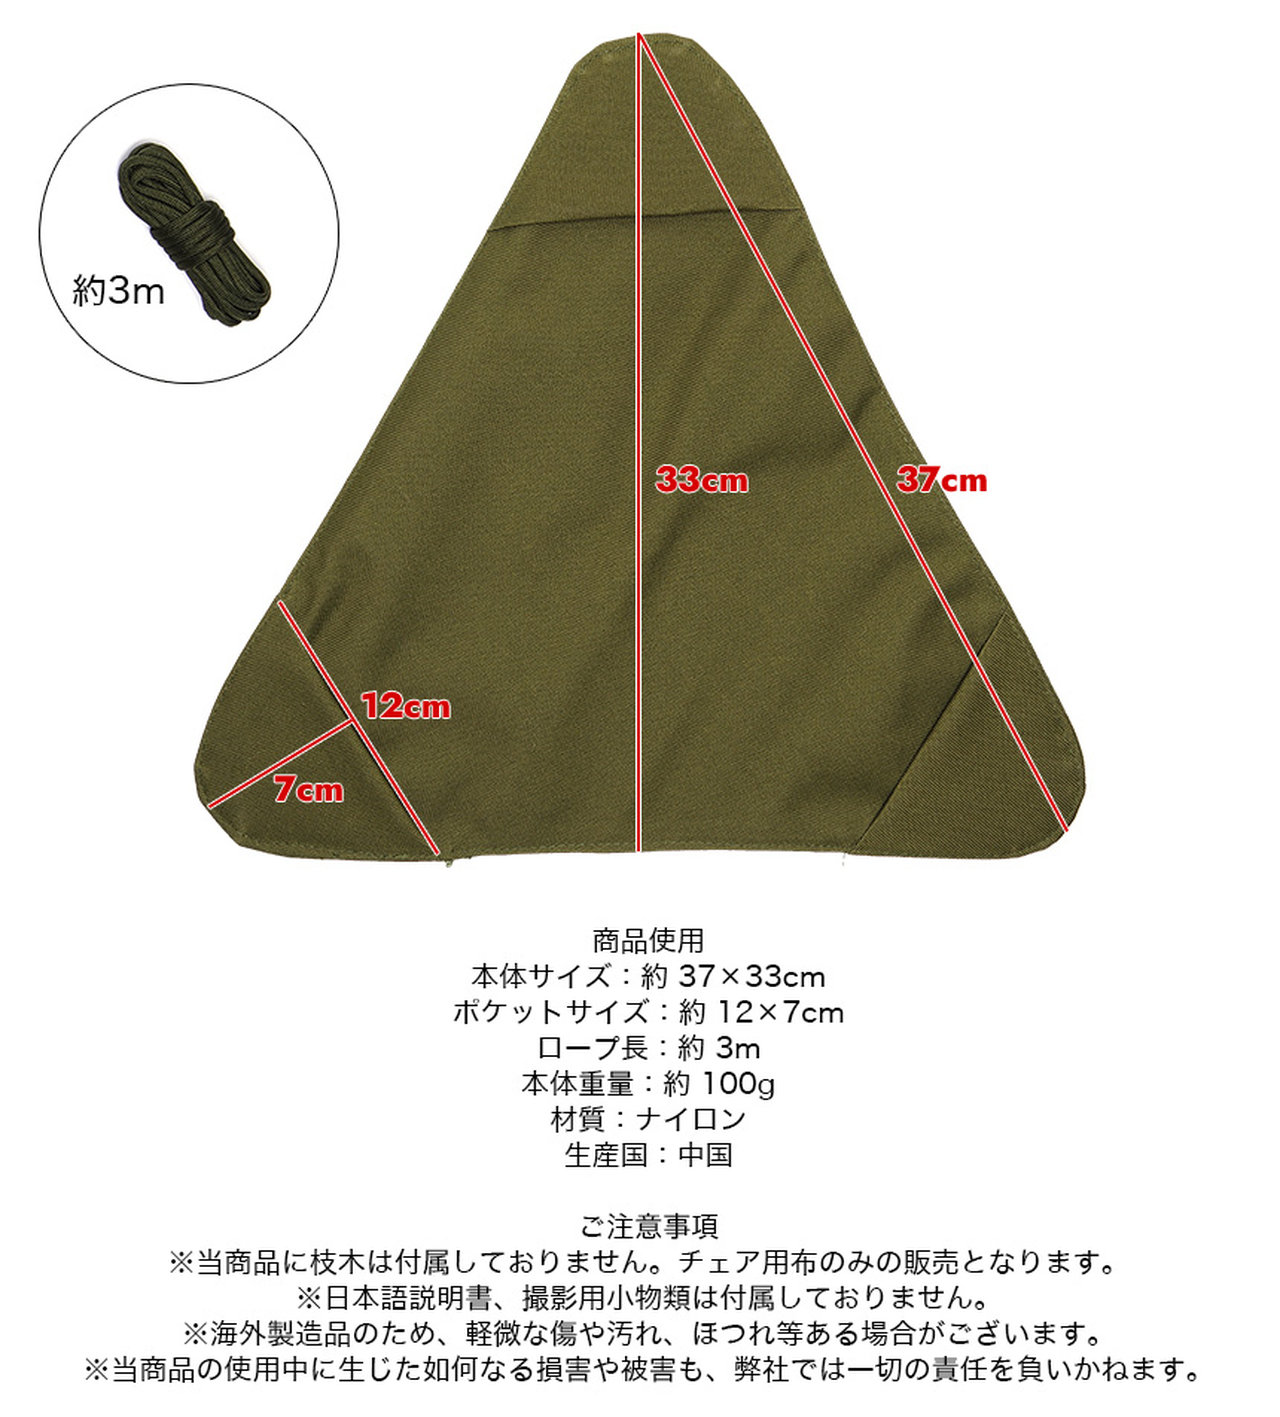 約3m
33cm
37cm
12cm
7cm
商品使用
本体サイズ：約 37×33cm
ポケットサイズ：約 12×7cm
ロープ長：約 3m
本体重量：約 100g
材質：ナイロン
生産国：中国
ご注意事項
※当商品に枝木は付属しておりません。チェア用布のみの販売となります。
※日本語説明書、撮影用小物類は付属しておりません。
※海外製造品のため、軽微な傷や汚れ、ほつれ等ある場合がございます。
※当商品の使用中に生じた如何なる損害や被害も、弊社では一切の責任を負いかねます。